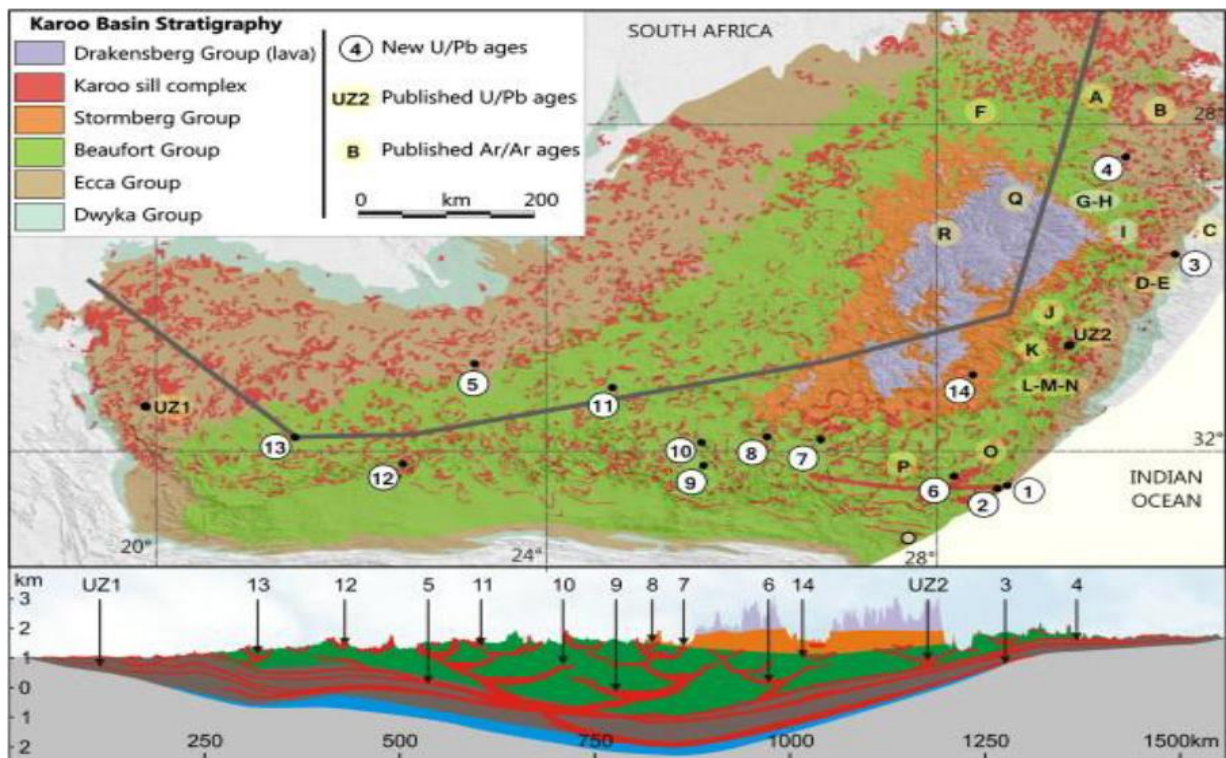 Karoo Basin Stratigraphy
Drakensberg Group (lava)
Karoo sill complex
Stormberg Group
Beaufort Group
Ecca Group
Dwyka Group
4 New U/Pb ages
UZ2 Published U/Pb ages
B Published Ar/Ar ages
0 km 200
SOUTH AFRICA
A
F
B
28°
4
Q
G-H
R
I
C
3
D-E
J
UZ2
K
5
14
L-M-N
11
UZ1
13
10
8
7
O
32°
12
9
P
6
1
2
INDIAN
OCEAN
O
20°
24°
28°
km
UZ1 13 12 5 11 10 9 8 7 6 14 UZ2 3 4
3
2
1
0
1
2
250 500 750 1000 1250 1500km